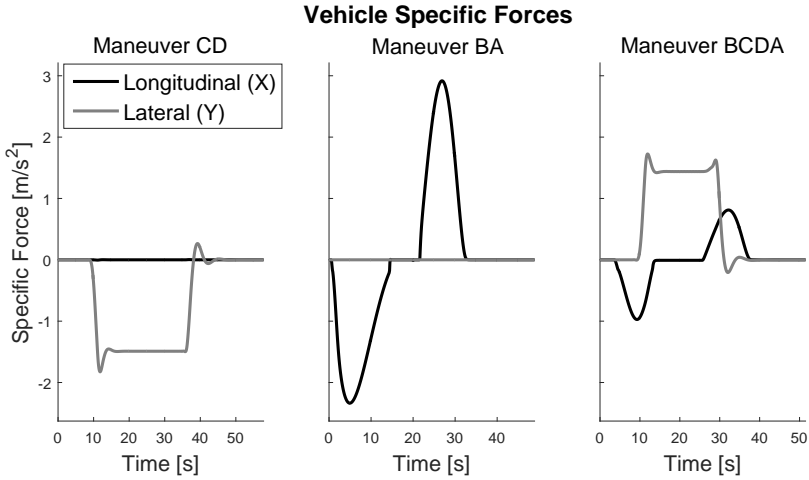 Vehicle Specific Forces
Maneuver CD
Maneuver BA
Maneuver BCDA
Longitudinal (X)
Lateral (Y)
Specific Force [m/s²]
3
2
1
0
-1
-2
0 10 20 30 40 50
0 10 20 30 40
0 10 20 30 40 50
Time [s]
Time [s]
Time [s]